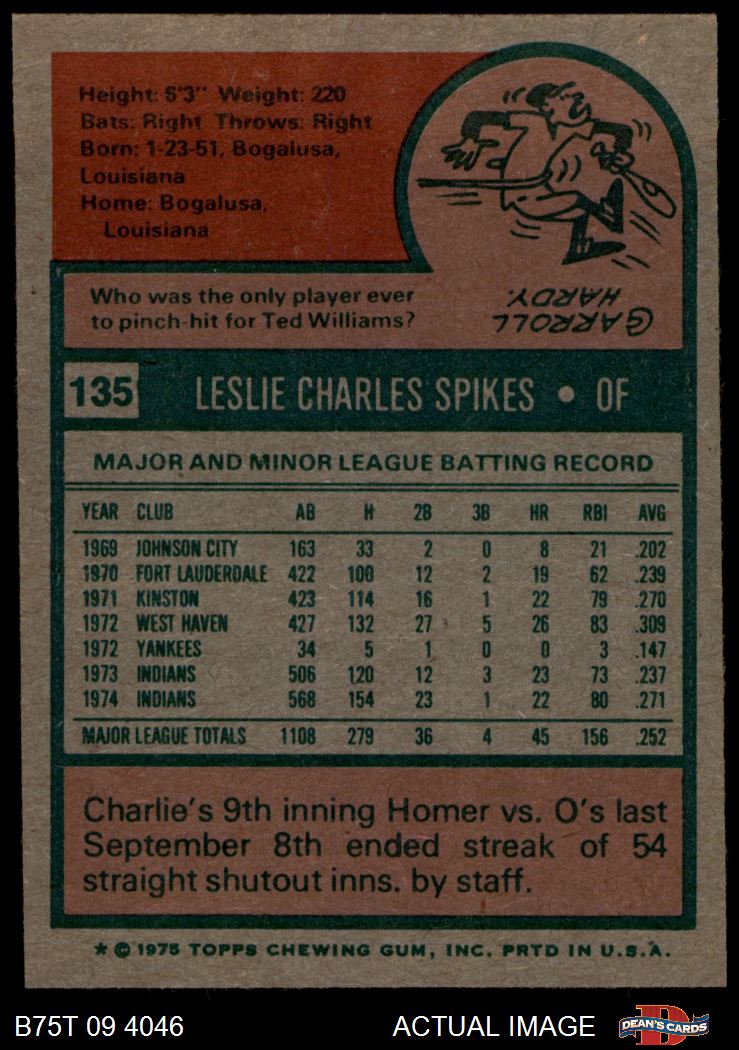 Height: 6'3" Weight: 220
Bats: Right Throws: Right
Born: 1-23-51, Bogalusa,
Louisiana
Home: Bogalusa,
Louisiana
Who was the only player ever
to pinch-hit for Ted Williams?
CARROLL
HARDY.
135 LESLIE CHARLES SPIKES • OF
MAJOR AND MINOR LEAGUE BATTING RECORD
YEAR CLUB AB H 2B 3B HR RBI AVG
1969 JOHNSON CITY 163 33 2 0 8 21 .202
1970 FORT LAUDERDALE 422 100 12 2 19 62 .239
1971 KINSTON 423 114 16 1 22 79 .270
1972 WEST HAVEN 427 132 27 5 26 83 .309
1972 YANKEES 34 5 1 0 0 3 .147
1973 INDIANS 506 120 12 3 23 73 .237
1974 INDIANS 568 154 23 1 22 80 .271
MAJOR LEAGUE TOTALS 1108 279 36 4 45 156 .252
Charlie's 9th inning Homer vs. O's last
September 8th ended streak of 54
straight shutout inns. by staff.
* © 1975 TOPPS CHEWING GUM, INC. PRTD IN U.S.A.
B75T 09 4046 ACTUAL IMAGE D DEAN'S CARDS